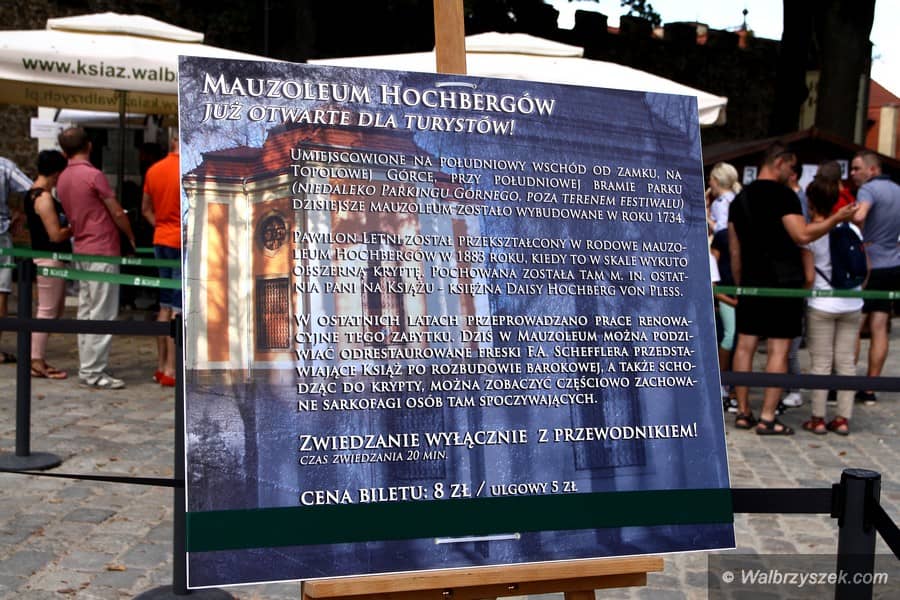 www.ksiaz.walb
Mauzoleum Hochbergów
już otwarte dla turystów!
Umiejscowione na południowy wschód od zamku, na
Topolowej Górce, przy południowej bramie parku
(niedaleko Parkingu Górnego, poza terenem festiwalu)
dzisiejsze mauzoleum zostało wybudowane w roku 1734.
Pawilon Letni został przekształcony w rodowe mauzo-
leum Hochbergów w 1883 roku, kiedy to w skale wykuto
obszerną kryptę. Pochowana została tam m. in. ostat-
nia pani na Książu – księżna Daisy Hochberg von Pless.
W ostatnich latach przeprowadzano prace renowa-
cyjne tego zabytku. Dziś w Mauzoleum można podzi-
wiać odrestaurowane freski F.A. Schefflera przedsta-
wiające Książ po rozbudowie barokowej, a także scho-
dząc do krypty, można zobaczyć częściowo zachowa-
ne sarkofagi osób tam spoczywających.
Zwiedzanie wyłącznie z przewodnikiem!
czas zwiedzania 20 min.
cena biletu: 8 zł / ulgowy 5 zł
© Walbrzyszek.com